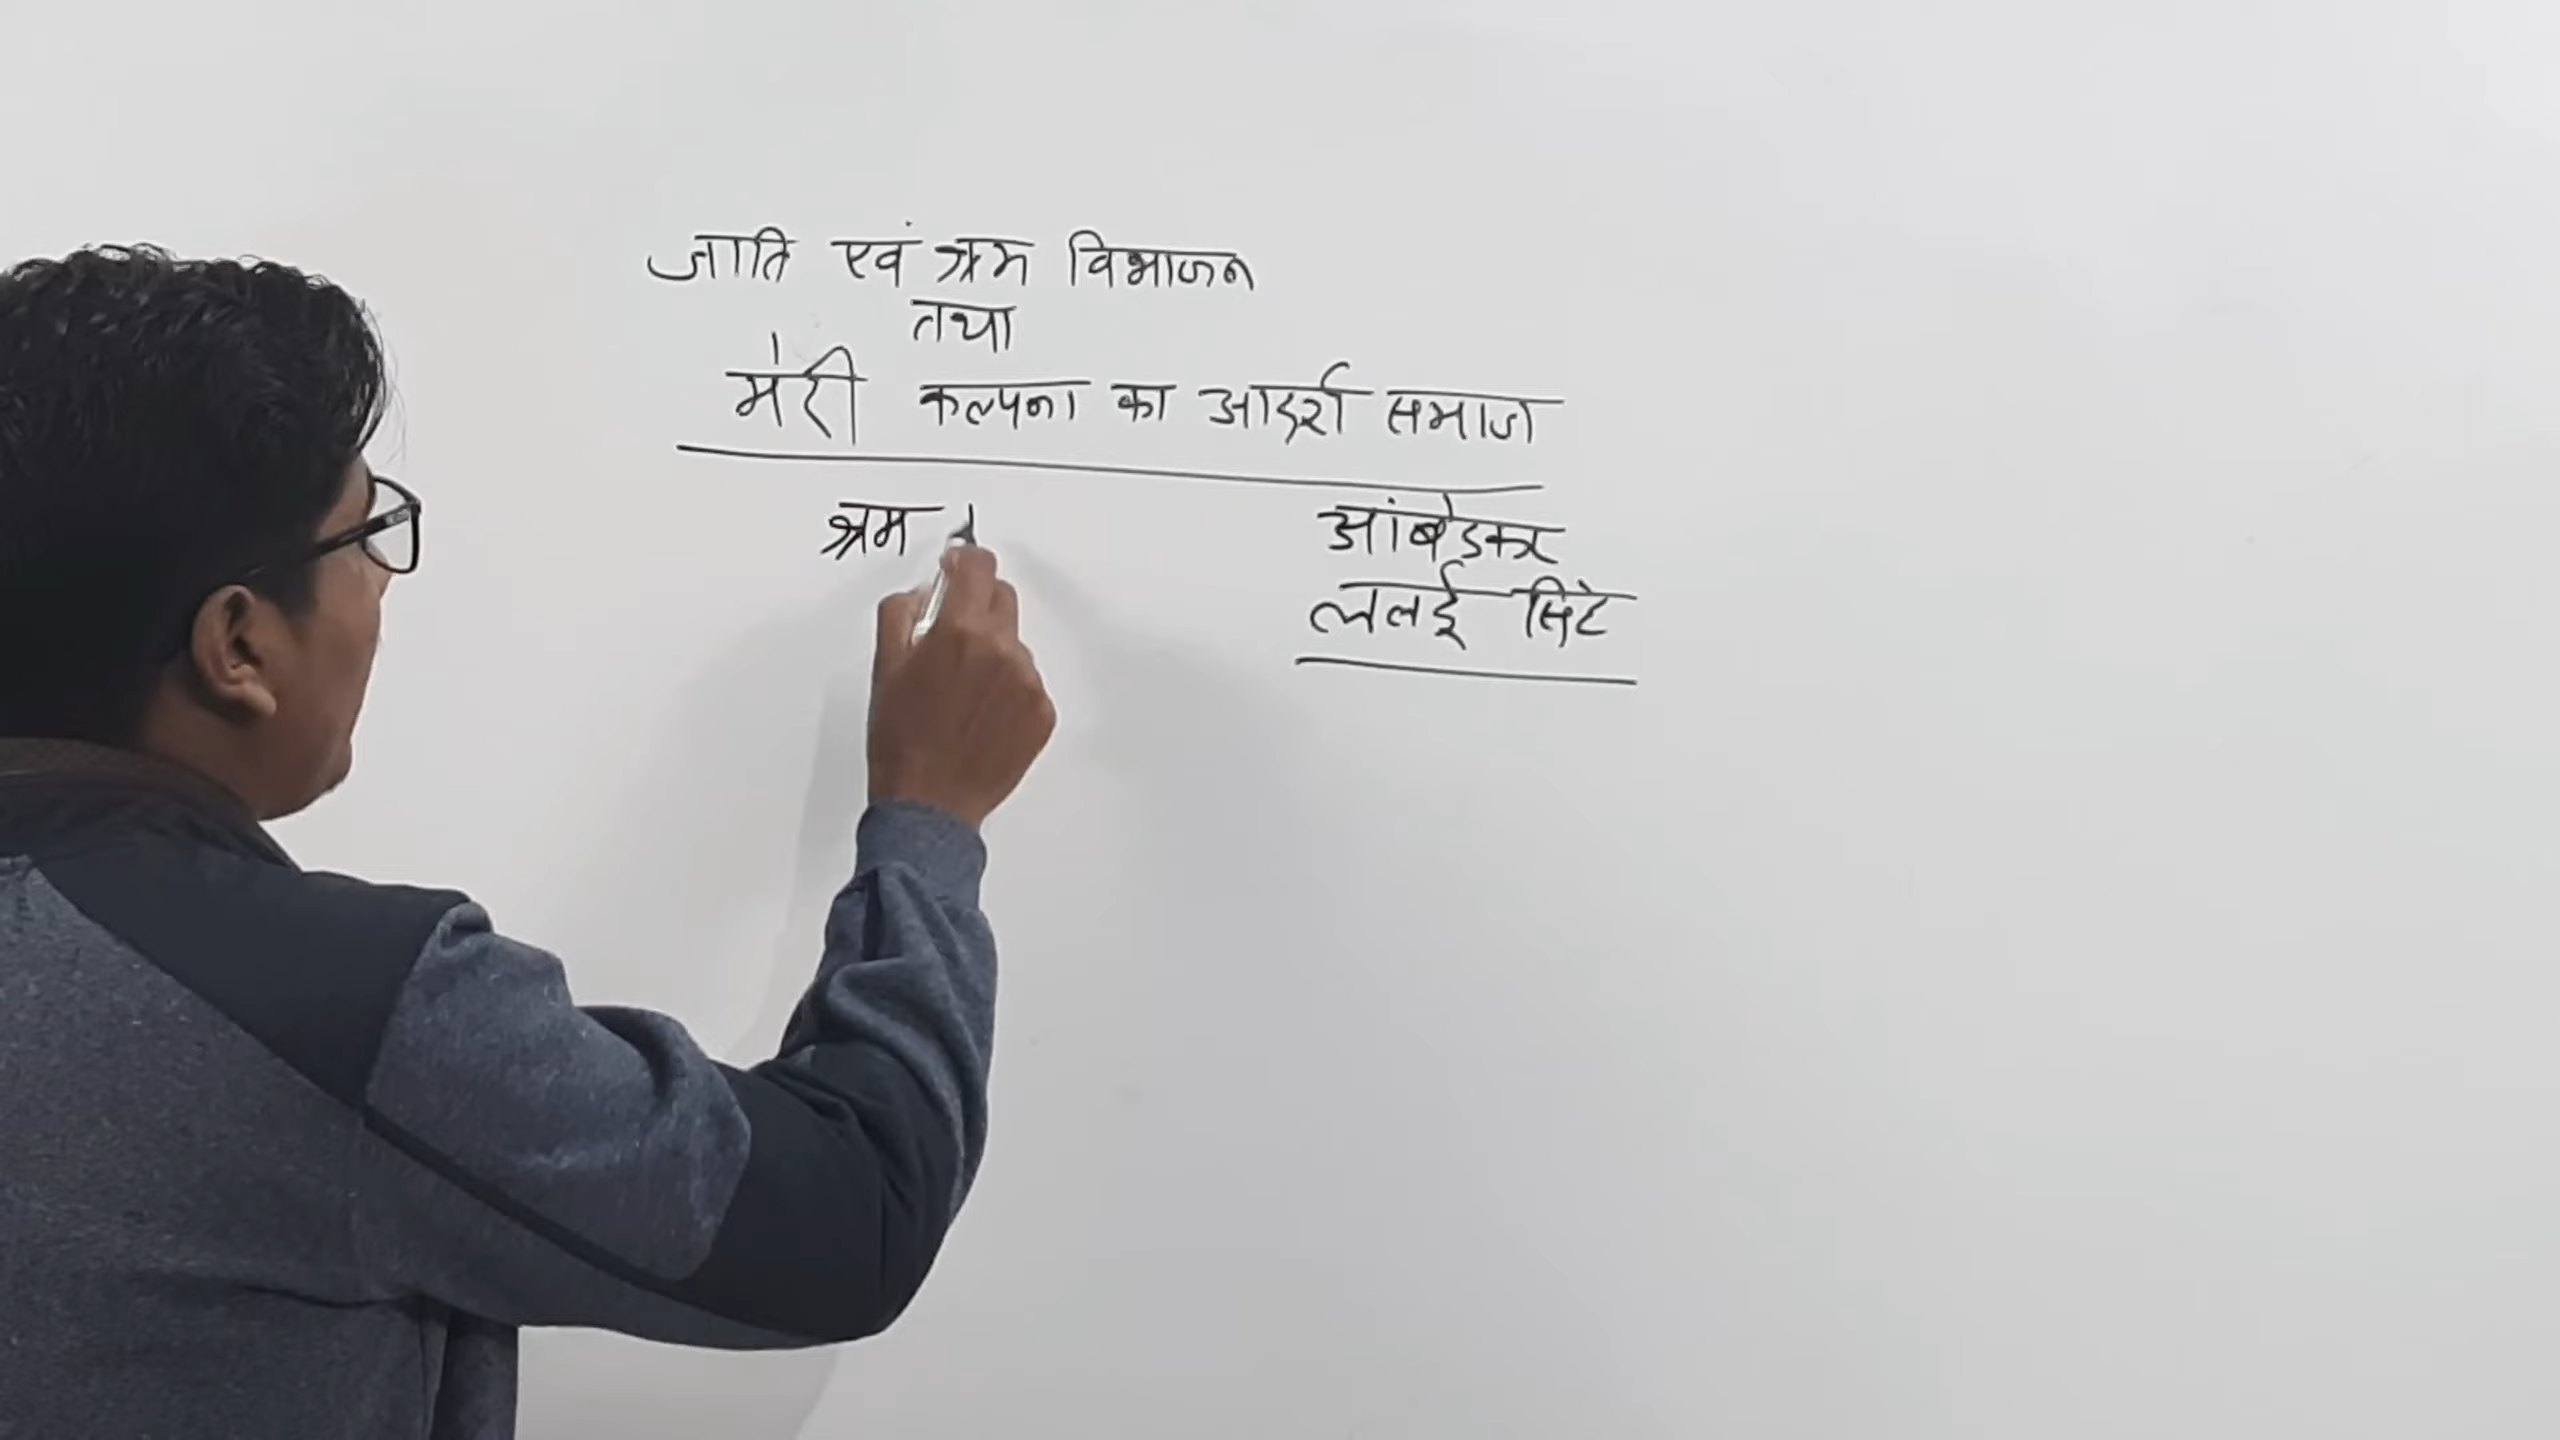 जाति एवं श्रम विभाजन
तथा
मेरी कल्पना का आदर्श समाज
श्रम
आंबेडकर
ललई सिंह